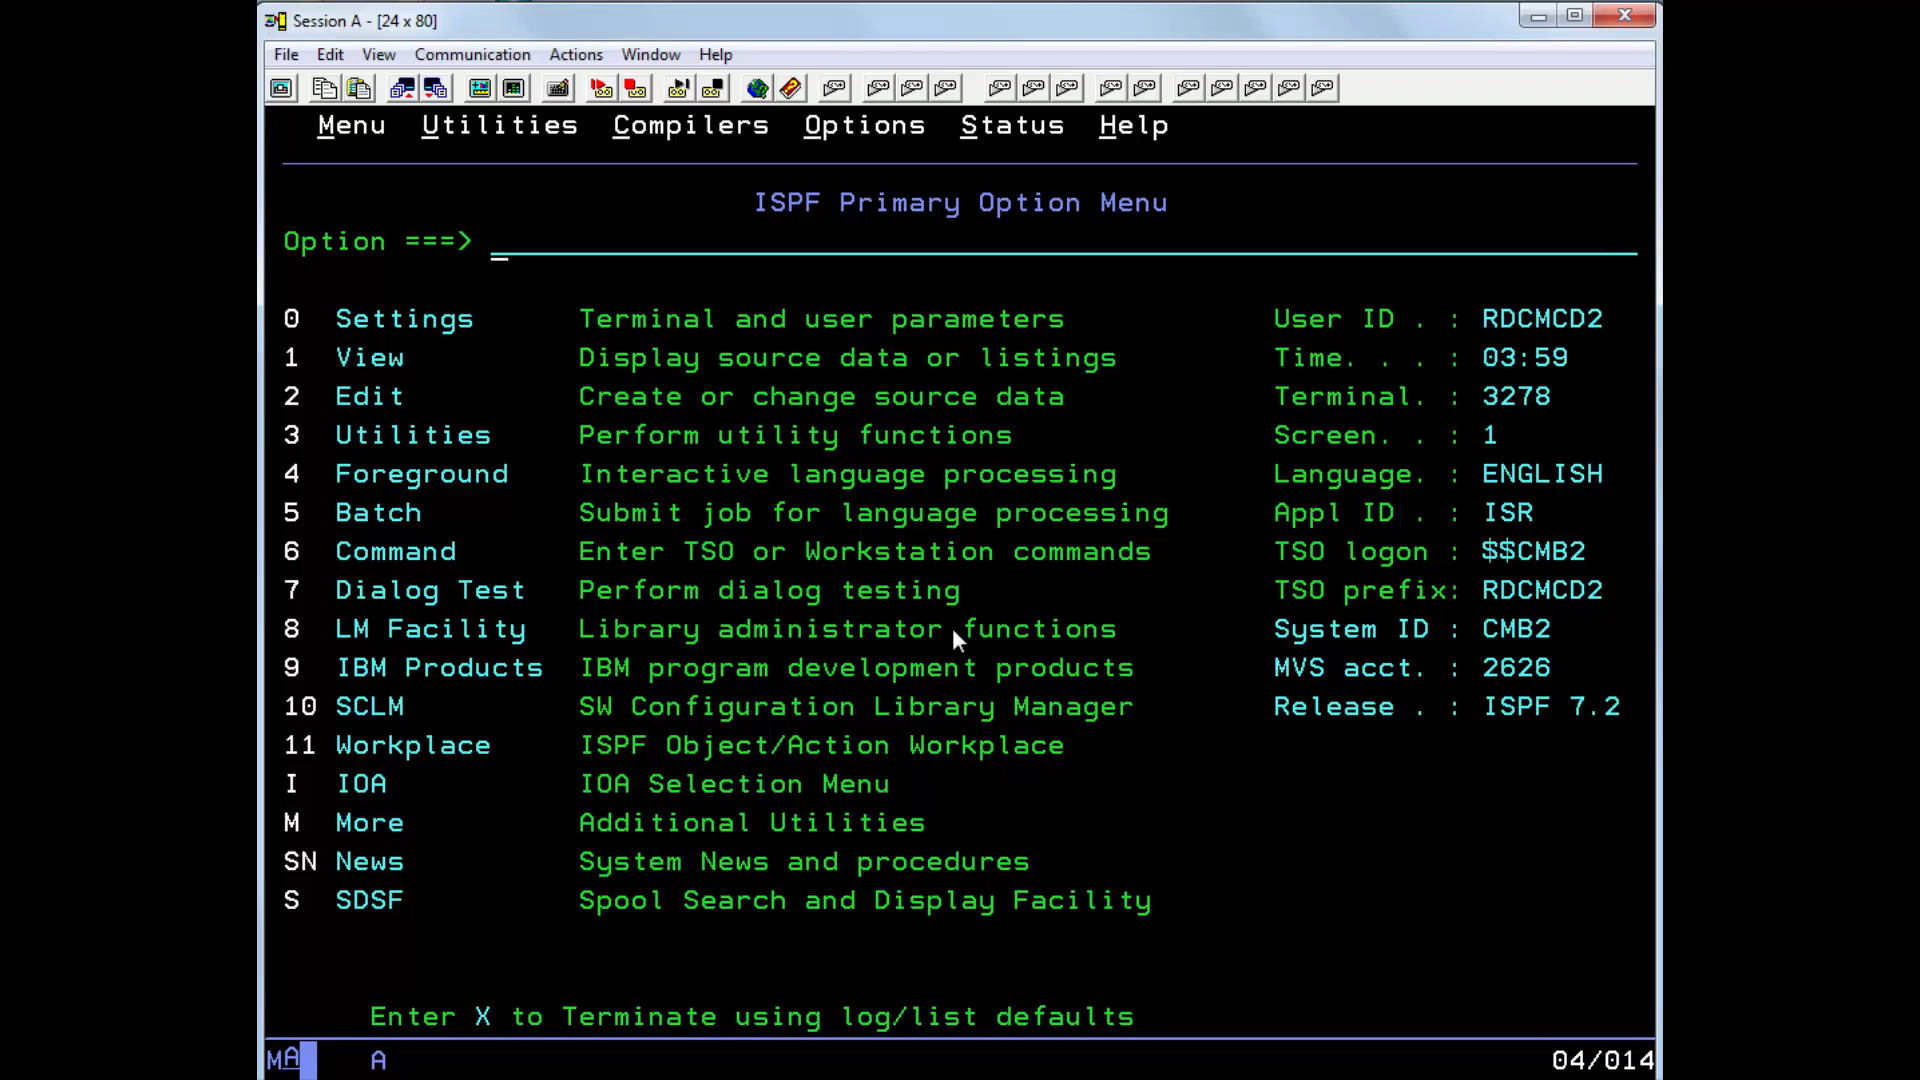 Session A - [24 x 80]
File Edit View Communication Actions Window Help
Menu Utilities Compilers Options Status Help
ISPF Primary Option Menu
Option ===>
0 Settings Terminal and user parameters User ID . : RDCMCD2
1 View Display source data or listings Time. . . : 03:59
2 Edit Create or change source data Terminal. : 3278
3 Utilities Perform utility functions Screen. . : 1
4 Foreground Interactive language processing Language. : ENGLISH
5 Batch Submit job for language processing Appl ID . : ISR
6 Command Enter TSO or Workstation commands TSO logon : $$CMB2
7 Dialog Test Perform dialog testing TSO prefix: RDCMCD2
8 LM Facility Library administrator functions System ID : CMB2
9 IBM Products IBM program development products MVS acct. : 2626
10 SCLM SW Configuration Library Manager Release . : ISPF 7.2
11 Workplace ISPF Object/Action Workplace
I IOA IOA Selection Menu
M More Additional Utilities
SN News System News and procedures
S SDSF Spool Search and Display Facility
Enter X to Terminate using log/list defaults
MA A 04/014